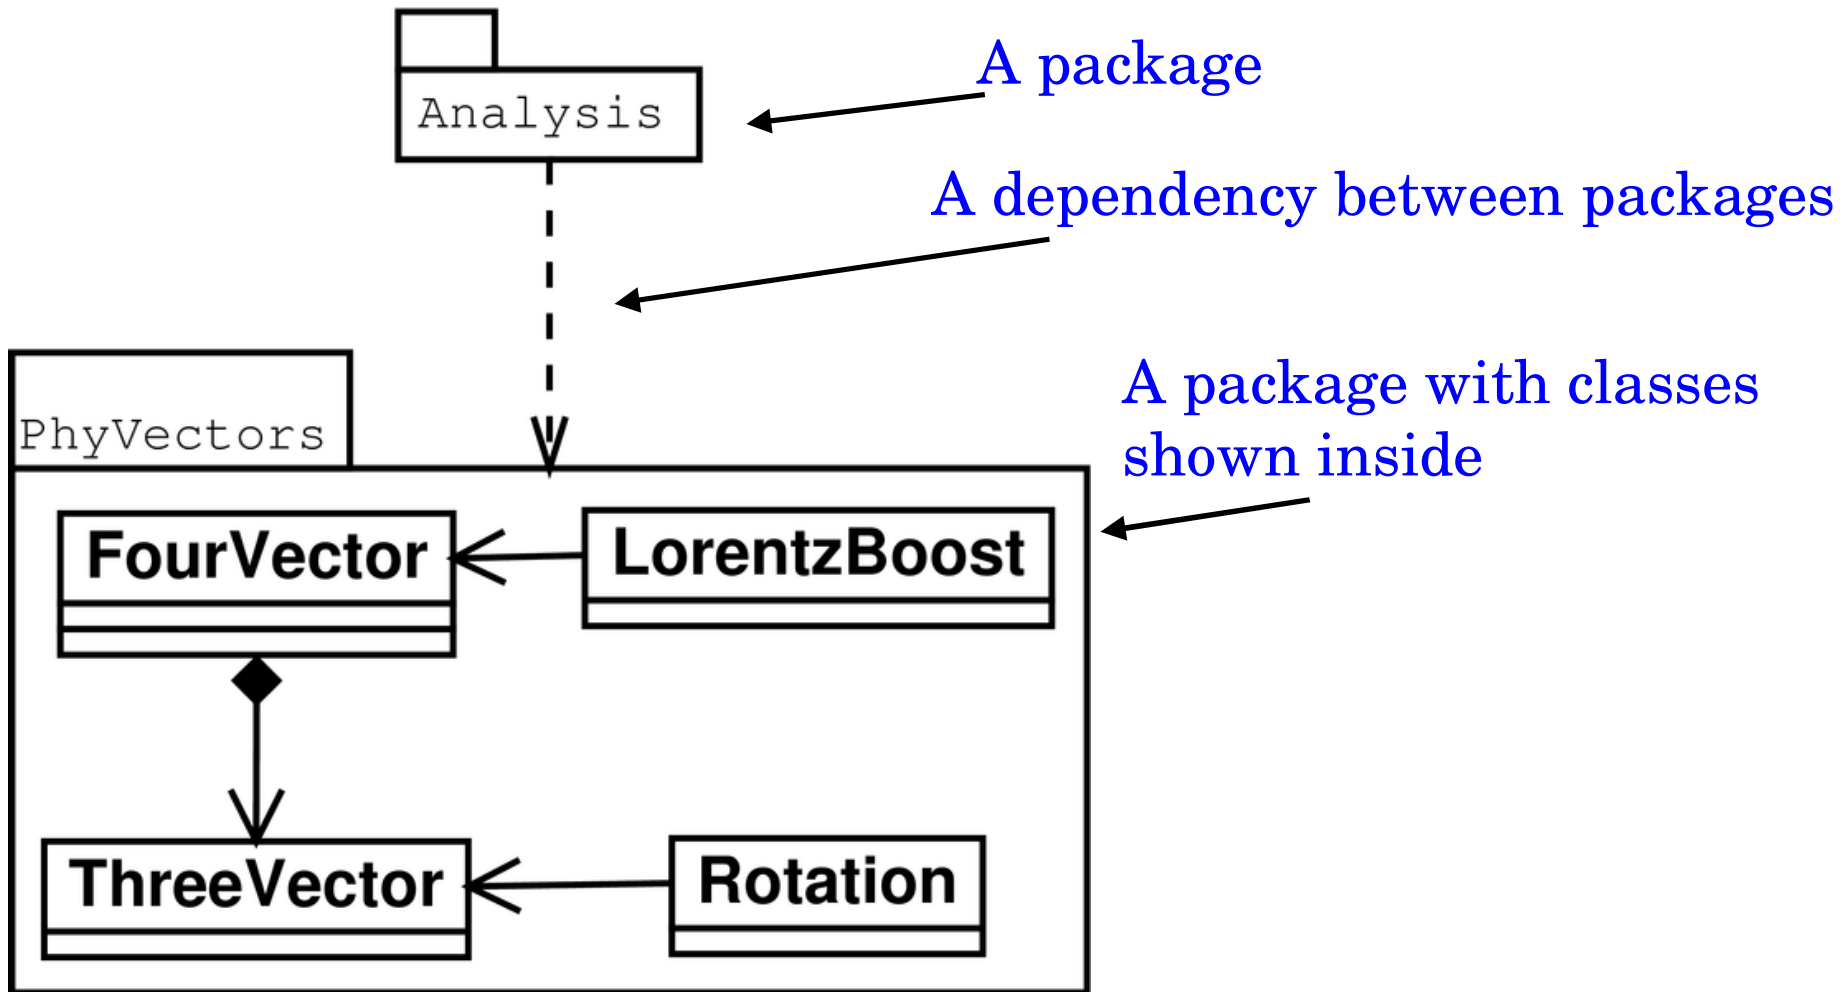 A package
Analysis
A dependency between packages
A package with classes
shown inside
PhyVectors
FourVector
LorentzBoost
ThreeVector
Rotation